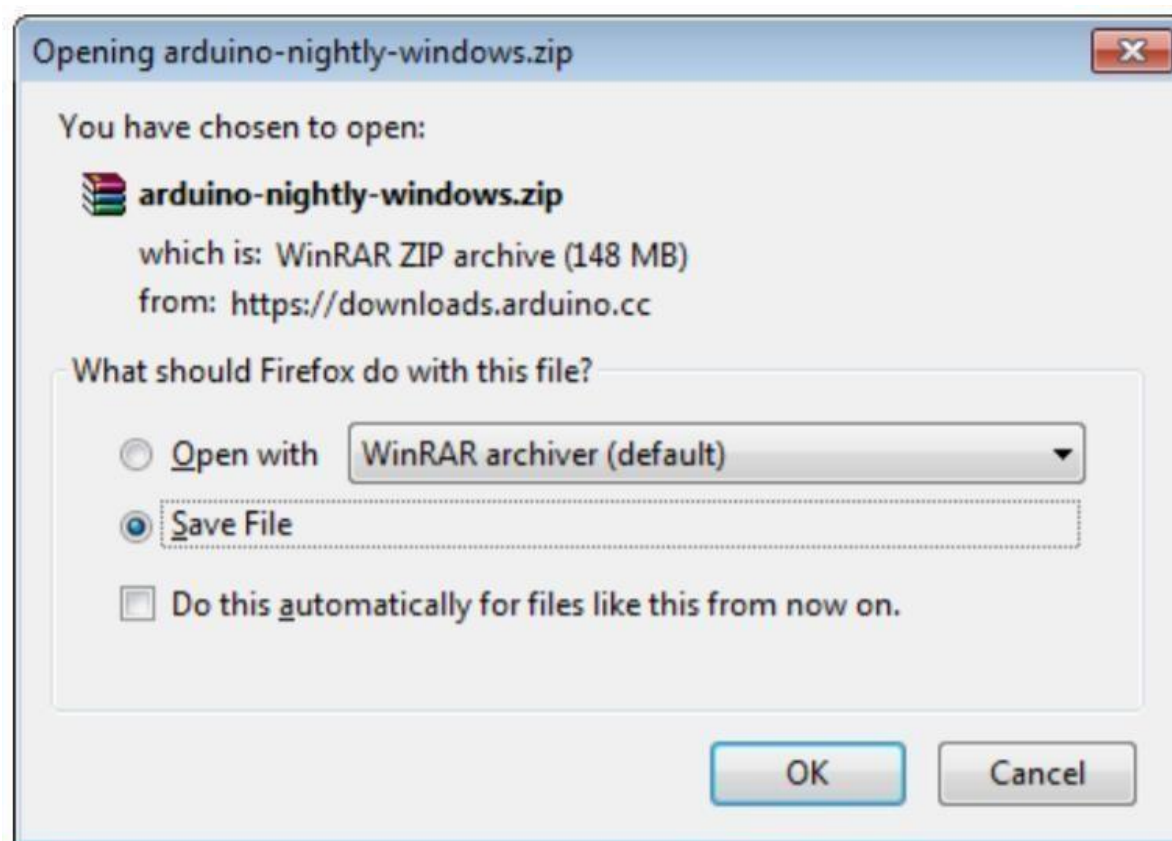 Opening arduino-nightly-windows.zip
You have chosen to open:
arduino-nightly-windows.zip
which is: WinRAR ZIP archive (148 MB)
from: https://downloads.arduino.cc
What should Firefox do with this file?
Open with WinRAR archiver (default)
Save File
Do this automatically for files like this from now on.
OK Cancel